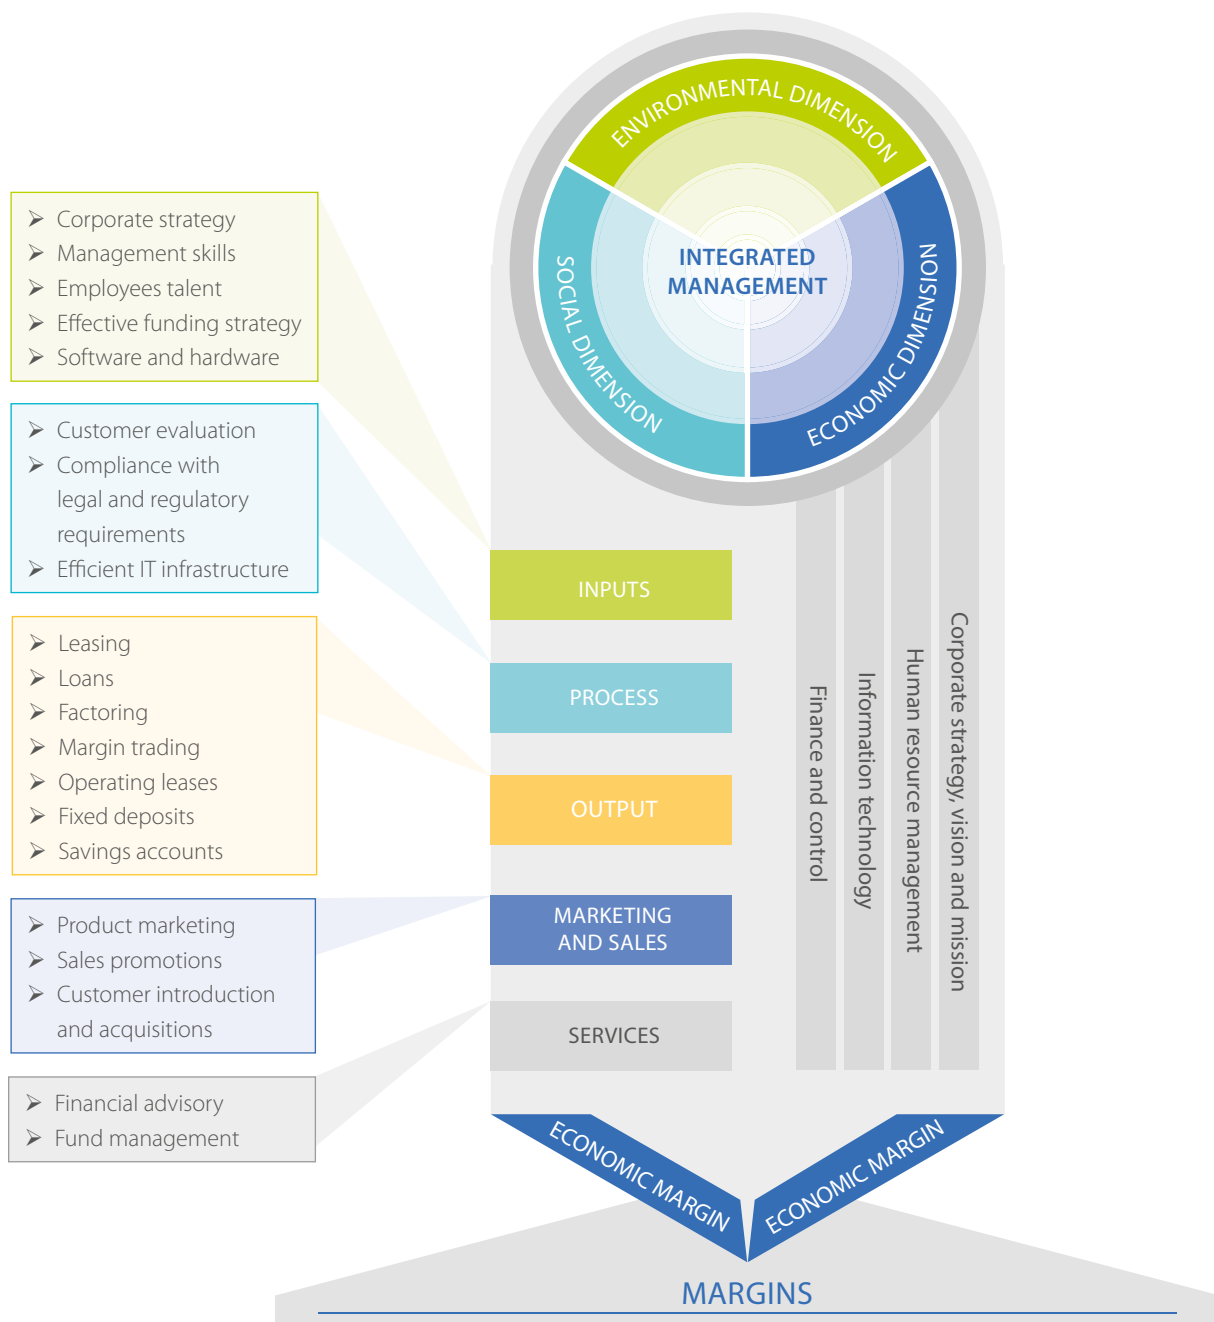 ENVIRONMENTAL DIMENSION
SOCIAL DIMENSION
ECONOMIC DIMENSION
INTEGRATED
MANAGEMENT
➢ Corporate strategy
➢ Management skills
➢ Employees talent
➢ Effective funding strategy
➢ Software and hardware
➢ Customer evaluation
➢ Compliance with
legal and regulatory
requirements
➢ Efficient IT infrastructure
➢ Leasing
➢ Loans
➢ Factoring
➢ Margin trading
➢ Operating leases
➢ Fixed deposits
➢ Savings accounts
➢ Product marketing
➢ Sales promotions
➢ Customer introduction
and acquisitions
➢ Financial advisory
➢ Fund management
INPUTS
PROCESS
OUTPUT
MARKETING
AND SALES
SERVICES
Finance and control
Information technology
Human resource management
Corporate strategy, vision and mission
ECONOMIC MARGIN
ECONOMIC MARGIN
MARGINS